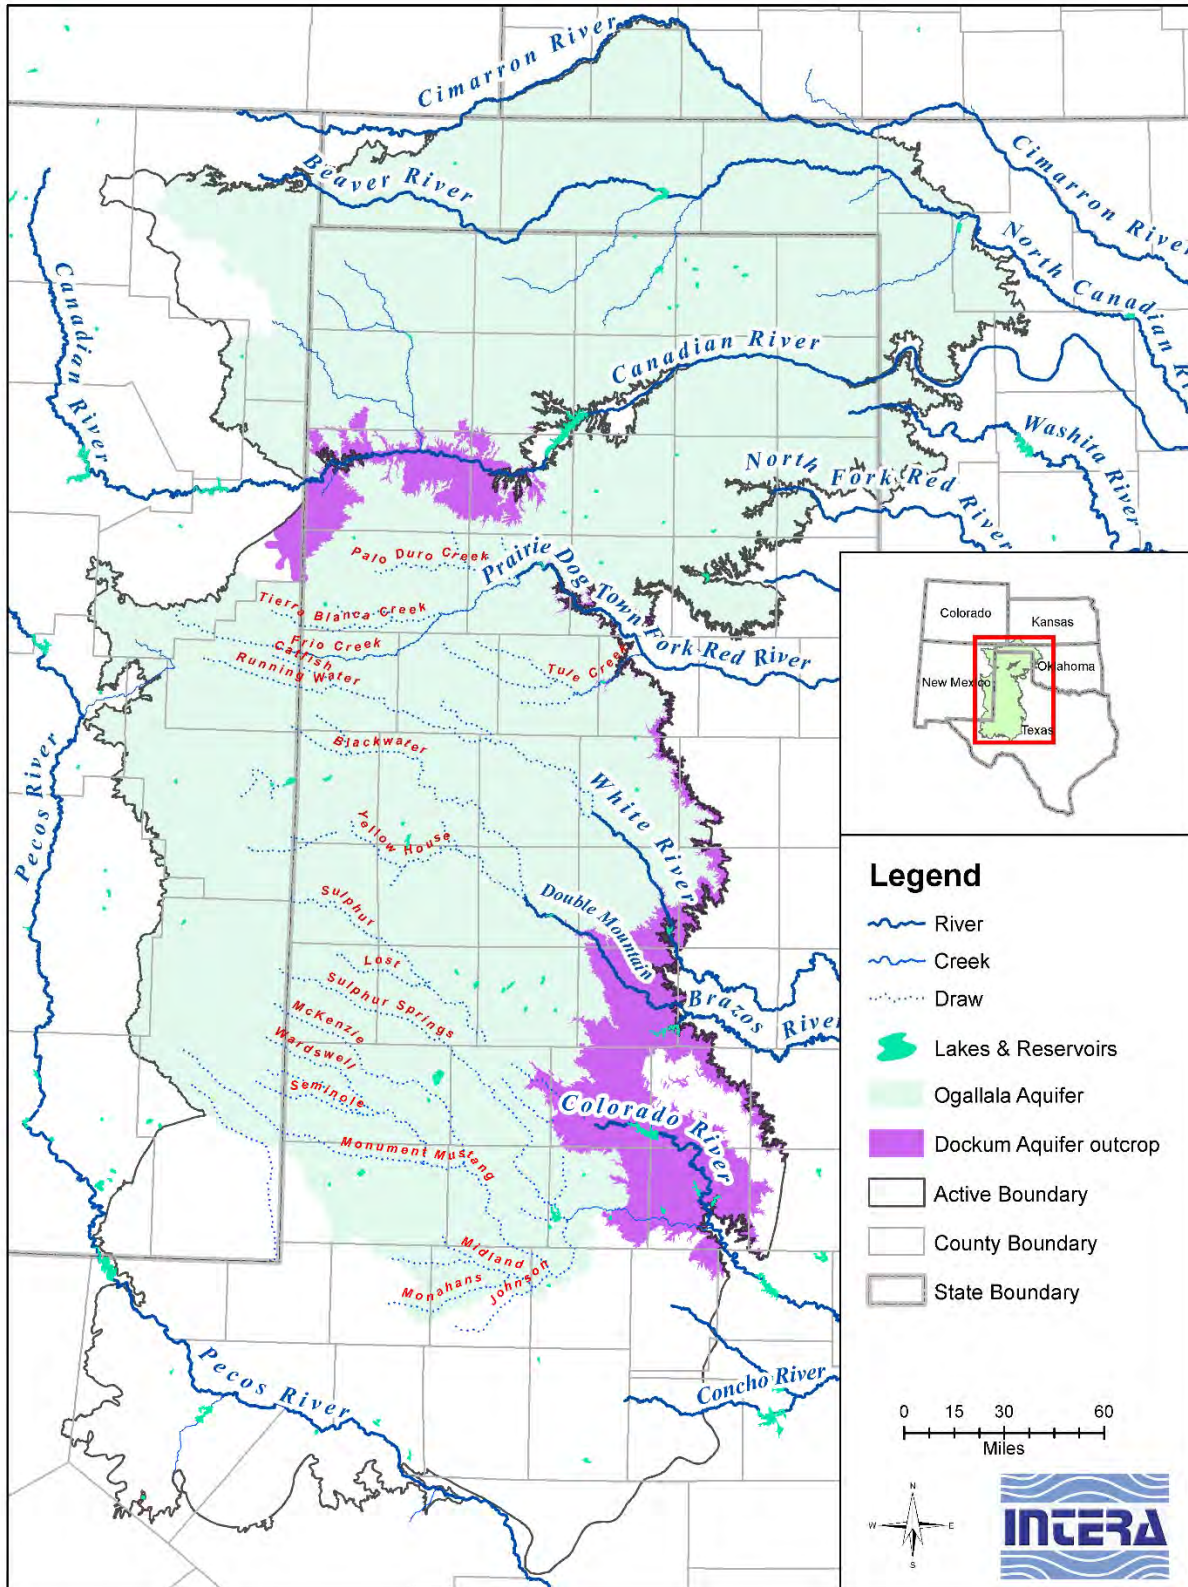 Cimarron River
Beaver River
Cimarron River
North Canadian Ri
Canadian River
Canadian River
Washita River
North Fork Red River
Palo Duro Creek
Prairie Dog Town Fork Red River
Tierra Blanca Creek
Frio Creek
Catfish
Running Water
Tule Creek
Blackwater
White River
Pecos River
Yellow House
Double Mountain
Sulphur
Lost
Sulphur Springs
Brazos River
McKenzie
Wardswell
Seminole
Colorado River
Monument Mustang
Midland
Monahans
Johnson
Pecos River
Concho River
Colorado
Kansas
New Mexico
Oklahoma
Texas
Legend
River
Creek
Draw
Lakes & Reservoirs
Ogallala Aquifer
Dockum Aquifer outcrop
Active Boundary
County Boundary
State Boundary
0 15 30 60
Miles
N
W E
S
INTERA